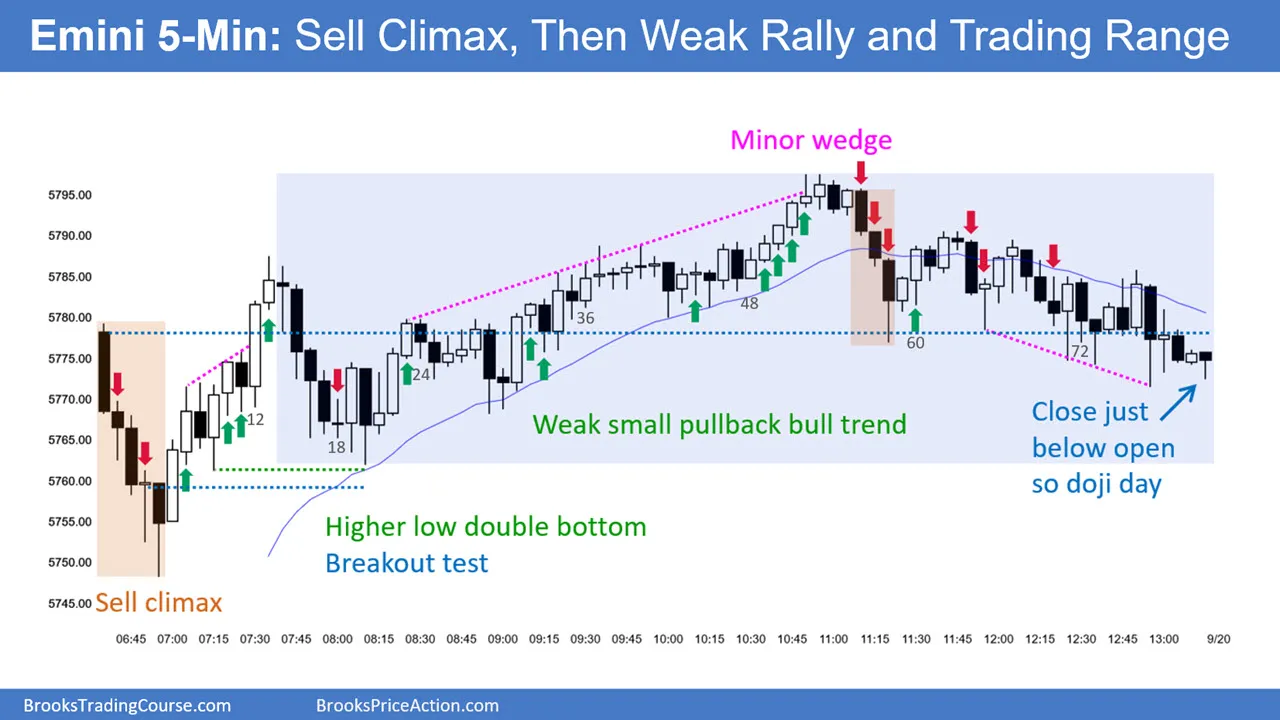 Emini 5-Min: Sell Climax, Then Weak Rally and Trading Range
Minor wedge
5795.00
5790.00
5785.00
5780.00
5775.00
5770.00
5765.00
5760.00
5755.00
5750.00
5745.00
12
18
24
36
48
60
72
Weak small pullback bull trend
Close just
below open
so doji day
Higher low double bottom
Breakout test
Sell climax
06:45 07:00 07:15 07:30 07:45 08:00 08:15 08:30 08:45 09:00 09:15 09:30 09:45 10:00 10:15 10:30 10:45 11:00 11:15 11:30 11:45 12:00 12:15 12:30 12:45 13:00 9/20
BrooksTradingCourse.com BrooksPriceAction.com